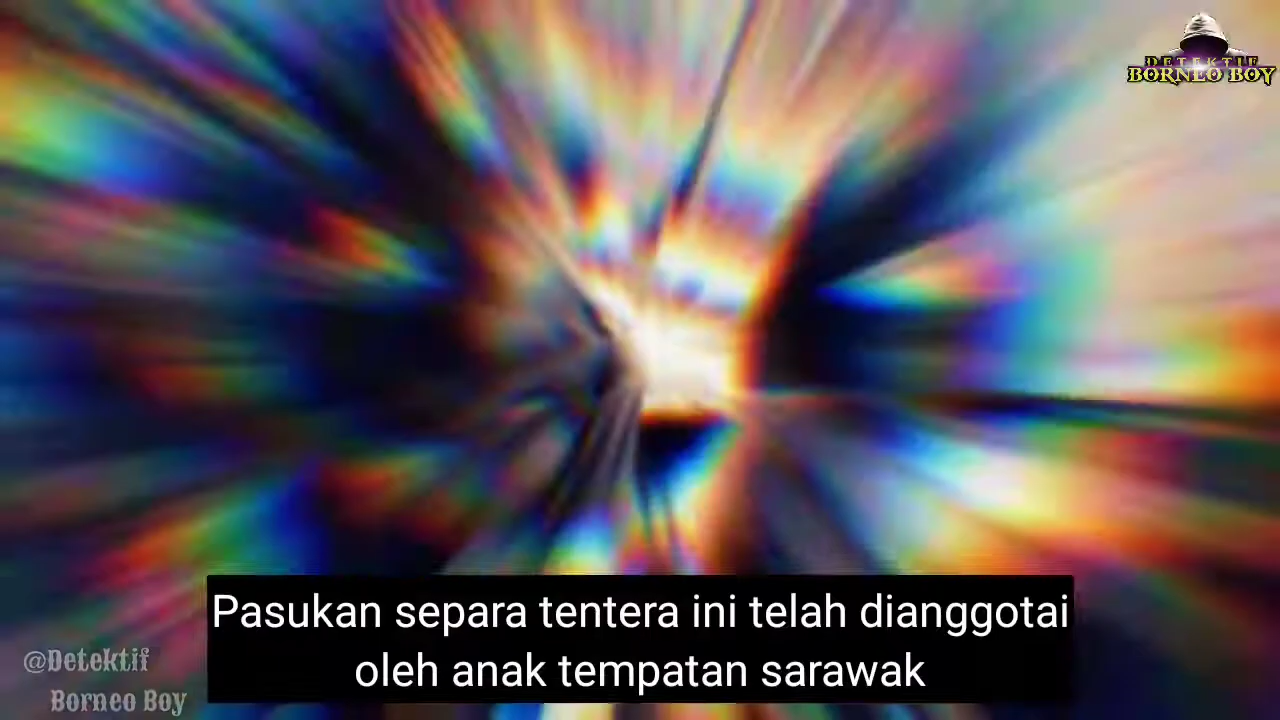 DETEKTIF
BORNEO BOY
Pasukan separa tentera ini telah dianggotai
oleh anak tempatan sarawak
@Detektif
Borneo Boy